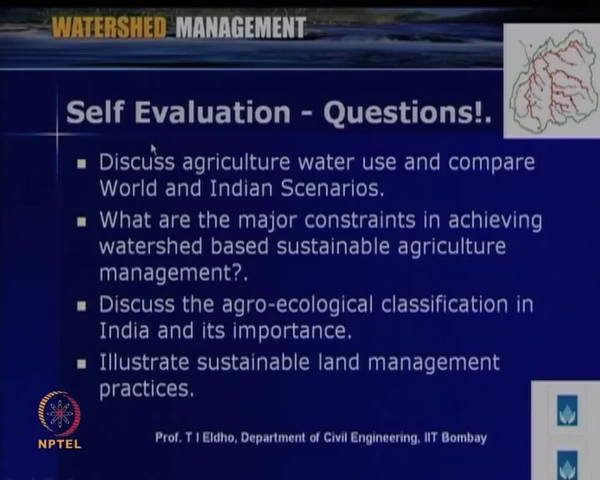 WATERSHED MANAGEMENT
Self Evaluation - Questions!.
Discuss agriculture water use and compare
World and Indian Scenarios.
What are the major constraints in achieving
watershed based sustainable agriculture
management?.
Discuss the agro-ecological classification in
India and its importance.
Illustrate sustainable land management
practices.
NPTEL
Prof. T I Eldho, Department of Civil Engineering, IIT Bombay